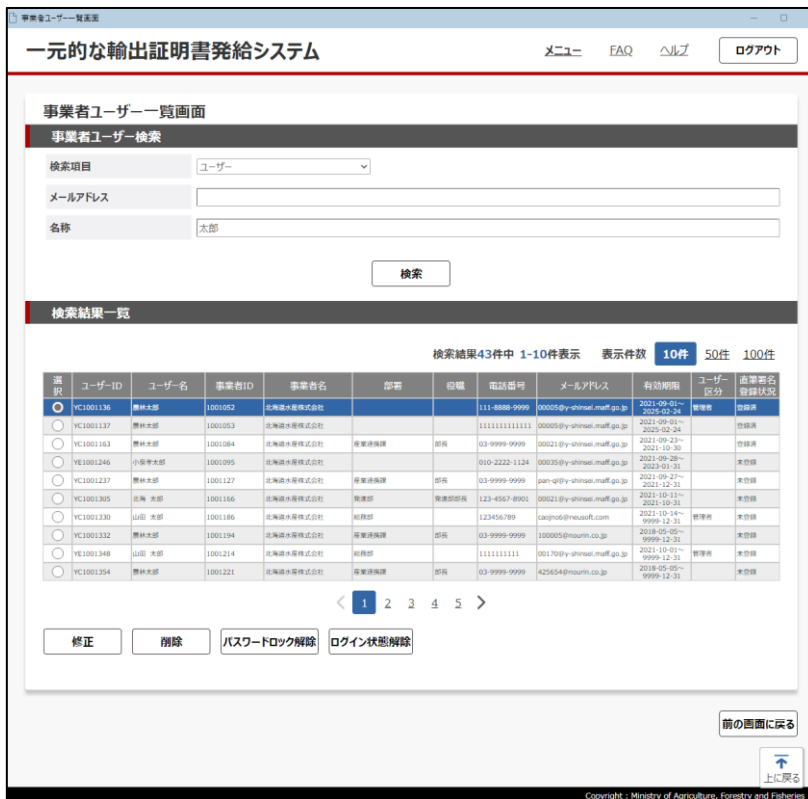 事業者ユーザー一覧画面
一元的な輸出証明書発給システム メニュー FAQ ヘルプ ログアウト
事業者ユーザー一覧画面
事業者ユーザー検索
検索項目 ユーザー
メールアドレス
名称 太郎
検索
検索結果一覧
検索結果43件中 1-10件表示 表示件数 10件 50件 100件
選択 ユーザーID ユーザー名 事業者ID 事業者名 部署 役職 電話番号 メールアドレス 有効期限 ユーザー区分 直筆署名登録状況
YC1001136 農林太郎 1001052 北海道水産株式会社 111-8888-9999 00005@y-shinsei.maff.go.jp 2021-09-01～2025-02-24 管理者 登録済
YC1001137 農林太郎 1001053 北海道水産株式会社 111111111111 00005@y-shinsei.maff.go.jp 2021-09-01～2025-02-24 登録済
YC1001163 農林太郎 1001084 北海道水産株式会社 産業連携課 部長 03-9999-9999 00021@y-shinsei.maff.go.jp 2021-09-23～2021-10-30 登録済
YE1001246 小泉孝太郎 1001095 北海道水産株式会社 010-2222-1124 00035@y-shinsei.maff.go.jp 2021-09-28～2023-01-31 未登録
YC1001237 農林太郎 1001127 北海道水産株式会社 産業連携課 部長 03-9999-9999 pan-ql@y-shinsei.maff.go.jp 2021-09-27～2021-12-31 未登録
YC1001305 北海 太郎 1001166 北海道水産株式会社 発進部 発進部部長 123-4567-8901 00021@y-shinsei.maff.go.jp 2021-10-11～2021-10-31 未登録
YC1001330 山田 太郎 1001186 北海道水産株式会社 総務部 123456789 caojno6@neusoft.com 2021-10-14～9999-12-31 管理者 未登録
YC1001332 農林太郎 1001194 北海道水産株式会社 産業連携課 部長 03-9999-9999 100005@nourin.co.jp 2018-05-05～9999-12-31 未登録
YE1001348 山田 太郎 1001214 北海道水産株式会社 総務部 1111111111 00170@y-shinsei.maff.go.jp 2021-10-01～9999-12-31 管理者 未登録
YC1001354 農林太郎 1001221 北海道水産株式会社 産業連携課 部長 03-9999-9999 425654@nourin.co.jp 2018-05-05～9999-12-31 未登録
1 2 3 4 5
修正 削除 パスワードロック解除 ログイン状態解除
前の画面に戻る
上に戻る
Copyright : Ministry of Agriculture, Forestry and Fisheries